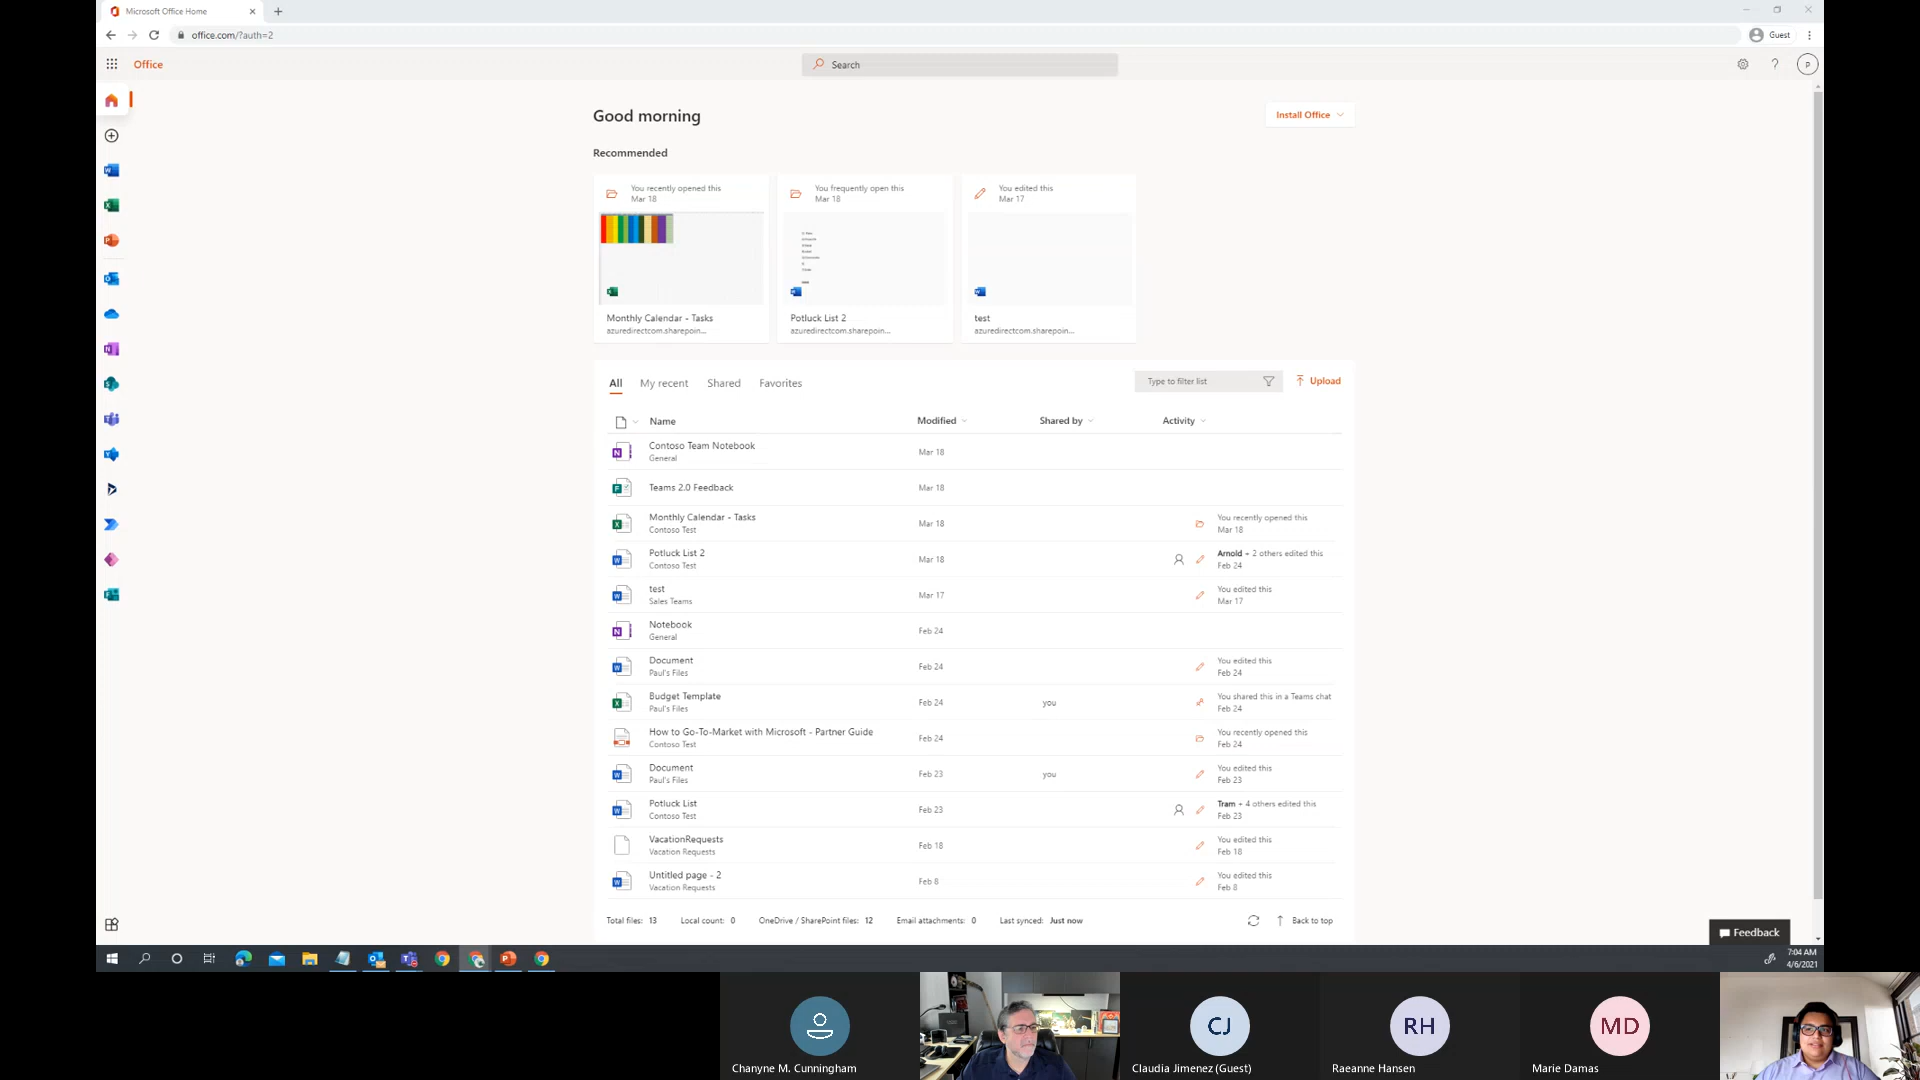 Microsoft Office Home
office.com/?auth=2
Guest
Office
Search
P
Good morning
Install Office
Recommended
You recently opened this
Mar 18
You frequently open this
Mar 18
You edited this
Mar 17
Monthly Calendar - Tasks
azuredirectcom.sharepoin...
Potluck List 2
azuredirectcom.sharepoin...
test
azuredirectcom.sharepoin...
All
My recent
Shared
Favorites
Type to filter list
Upload
Name
Modified
Shared by
Activity
Contoso Team Notebook
General
Mar 18
Teams 2.0 Feedback
Mar 18
Monthly Calendar - Tasks
Contoso Test
Mar 18
You recently opened this
Mar 18
Potluck List 2
Contoso Test
Mar 18
Arnold + 2 others edited this
Feb 24
test
Sales Teams
Mar 17
You edited this
Mar 17
Notebook
General
Feb 24
Document
Paul's Files
Feb 24
You edited this
Feb 24
Budget Template
Paul's Files
Feb 24
you
You shared this in a Teams chat
Feb 24
How to Go-To-Market with Microsoft - Partner Guide
Contoso Test
Feb 24
You recently opened this
Feb 24
Document
Paul's Files
Feb 23
you
You edited this
Feb 23
Potluck List
Contoso Test
Feb 23
Tram + 4 others edited this
Feb 23
VacationRequests
Vacation Requests
Feb 18
You edited this
Feb 18
Untitled page - 2
Vacation Requests
Feb 8
You edited this
Feb 8
Total files: 13
Local count: 0
OneDrive / SharePoint files: 12
Email attachments: 0
Last synced: Just now
Back to top
Feedback
7:04 AM
4/6/2021
Chanyne M. Cunningham
CJ
Claudia Jimenez (Guest)
RH
Raeanne Hansen
MD
Marie Damas